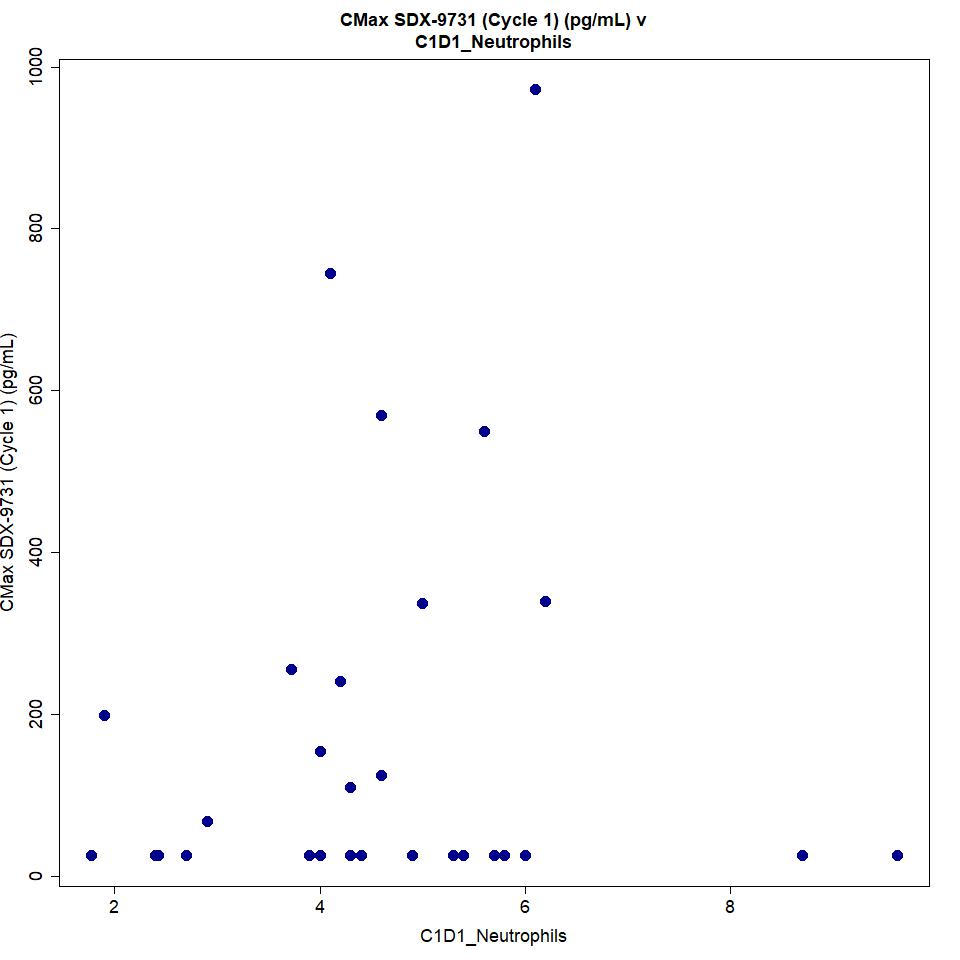 CMax SDX-9731 (Cycle 1) (pg/mL) v
C1D1_Neutrophils
1000
800
600
400
200
0
CMax SDX-9731 (Cycle 1) (pg/mL)
2 4 6 8
C1D1_Neutrophils